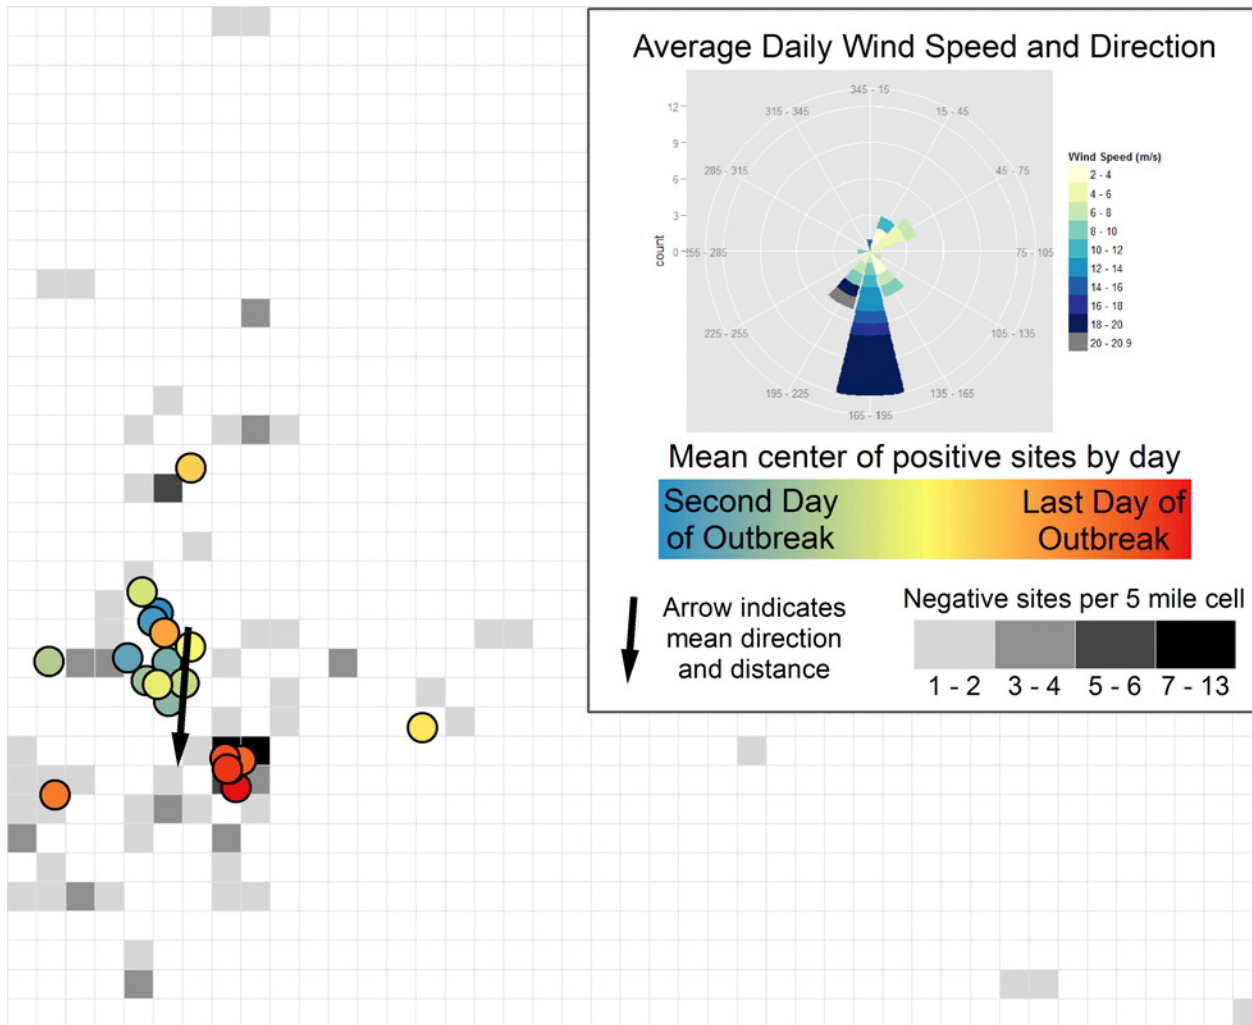 Average Daily Wind Speed and Direction
345 - 15
315 - 345
15 - 45
285 - 315
45 - 75
55 - 285
75 - 105
225 - 255
105 - 135
195 - 225
135 - 165
165 - 195
12
9
6
3
0
count
Wind Speed (m/s)
2 - 4
4 - 6
6 - 8
8 - 10
10 - 12
12 - 14
14 - 16
16 - 18
18 - 20
20 - 20.9
Mean center of positive sites by day
Second Day
of Outbreak
Last Day of
Outbreak
Arrow indicates
mean direction
and distance
Negative sites per 5 mile cell
1 - 2
3 - 4
5 - 6
7 - 13